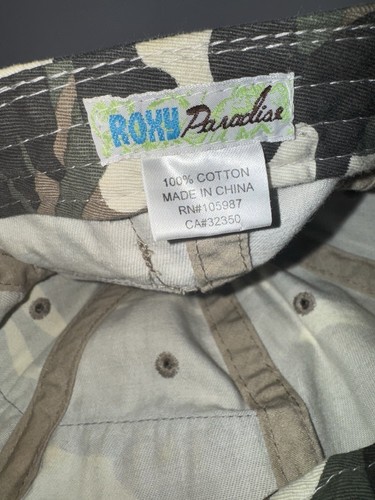 ROXY Paradise
100% COTTON
MADE IN CHINA
RN#105987
CA#32350